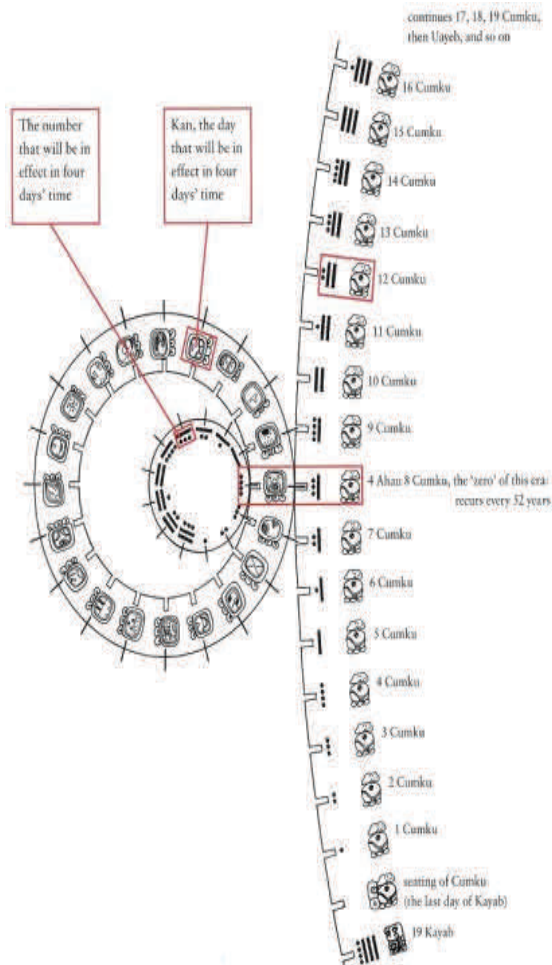 continues 17, 18, 19 Cumku,
then Uayeb, and so on
The number
that will be in
effect in four
days' time
Kan, the day
that will be in
effect in four
days' time
16 Cumku
15 Cumku
14 Cumku
13 Cumku
12 Cumku
11 Cumku
10 Cumku
9 Cumku
4 Ahau 8 Cumku, the 'zero' of this era:
recurs every 52 years
7 Cumku
6 Cumku
5 Cumku
4 Cumku
3 Cumku
2 Cumku
1 Cumku
seating of Cumku
(the last day of Kayab)
19 Kayab